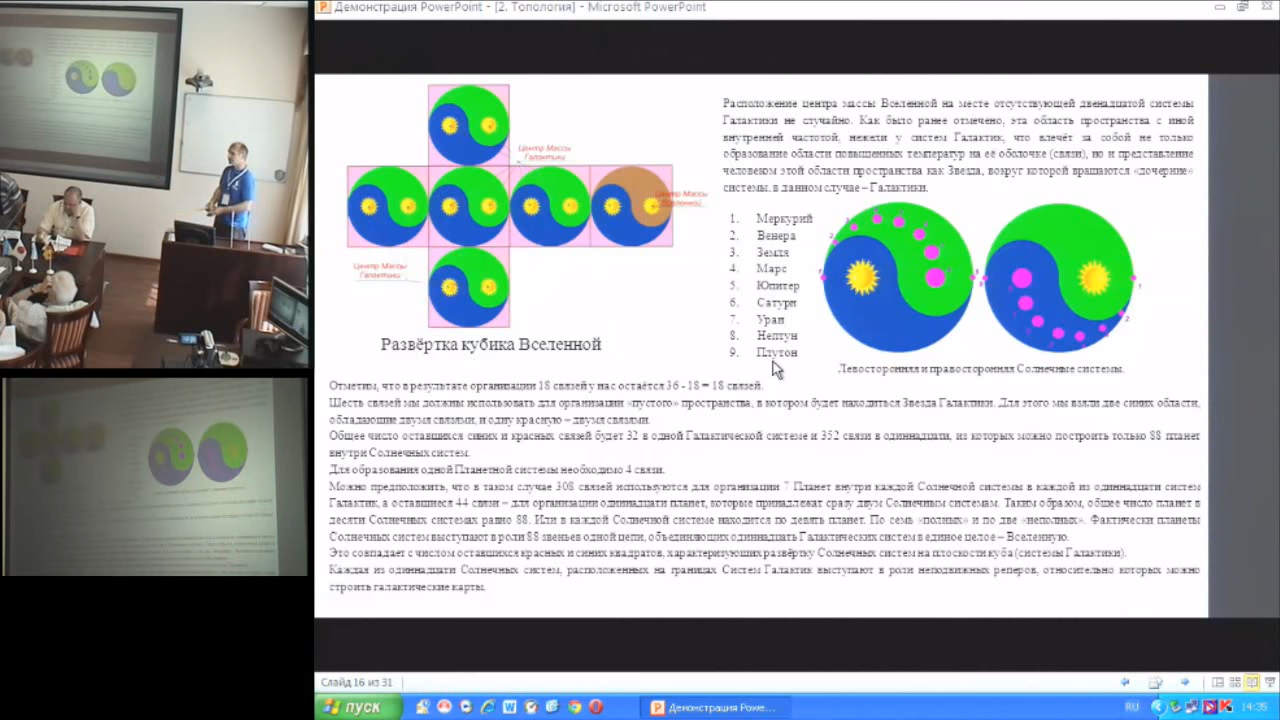 Демонстрация PowerPoint - [2. Топология] - Microsoft PowerPoint
Центр Массы
Галактики
Центр Массы
Вселенной
Центр Массы
Галактики
Развёртка кубика Вселенной
Расположение центра массы Вселенной на месте отсутствующей двенадцатой системы
Галактики не случайно. Как было ранее отмечено, эта область пространства с иной
внутренней частотой, нежели у систем Галактик, что влечёт за собой не только
образование области повышенных температур на её оболочке (связи), но и представление
человеком этой области пространства как Звезда, вокруг которой вращаются «дочерние»
системы, в данном случае – Галактики.
1. Меркурий
2. Венера
3. Земля
4. Марс
5. Юпитер
6. Сатурн
7. Уран
8. Нептун
9. Плутон
Левосторонняя и правосторонняя Солнечные системы.
Отметим, что в результате организации 18 связей у нас остаётся 36 - 18 = 18 связей.
Шесть связей мы должны использовать для организации «пустого» пространства, в котором будет находиться Звезда Галактики. Для этого мы взяли две синих области,
обладающие двумя связями, и одну красную – двумя связями.
Общее число оставшихся синих и красных связей будет 32 в одной Галактической системе и 352 связи в одиннадцати, из которых можно построить только 88 планет
внутри Солнечных систем.
Для образования одной Планетной системы необходимо 4 связи.
Можно предположить, что в таком случае 308 связей используются для организации 7 Планет внутри каждой Солнечной системы в каждой из одиннадцати систем
Галактик, а оставшиеся 44 связи – для организации одиннадцати планет, которые принадлежат сразу двум Солнечным системам. Таким образом, общее число планет в
десяти Солнечных системах равно 88. Или в каждой Солнечной системе находится по девять планет. По семь «полных» и по две «неполных». Фактически планеты
Солнечных систем выступают в роли 88 звеньев одной цепи, объединяющих одиннадцать Галактических систем в единое целое – Вселенную.
Это совпадает с числом оставшихся красных и синих квадратов, характеризующих развёртку Солнечных систем на плоскости куба (системы Галактики).
Каждая из одиннадцати Солнечных систем, расположенных на границах Систем Галактик выступают в роли неподвижных реперов, относительно которых можно
строить галактические карты.
Слайд 16 из 31
пуск
Демонстрация Powe...
RU
14:35